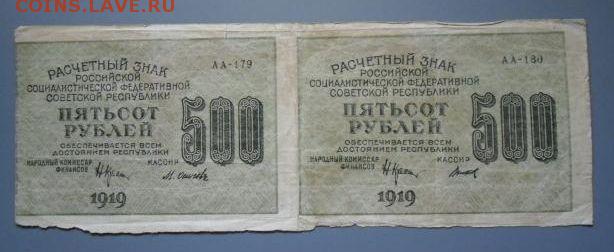 COINS.LAVE.RU
АА-179
РАСЧЕТНЫЙ ЗНАК
РОССИЙСКОЙ
СОЦИАЛИСТИЧЕСКОЙ ФЕДЕРАТИВНОЙ
СОВЕТСКОЙ РЕСПУБЛИКИ
ПЯТЬСОТ
РУБЛЕЙ
500
ОБЕСПЕЧИВАЕТСЯ ВСЕМ
ДОСТОЯНИЕМ РЕСПУБЛИКИ
НАРОДНЫЙ КОМИССАР
ФИНАНСОВ
КАССИР
1919
АА-180
РАСЧЕТНЫЙ ЗНАК
РОССИЙСКОЙ
СОЦИАЛИСТИЧЕСКОЙ ФЕДЕРАТИВНОЙ
СОВЕТСКОЙ РЕСПУБЛИКИ
ПЯТЬСОТ
РУБЛЕЙ
500
ОБЕСПЕЧИВАЕТСЯ ВСЕМ
ДОСТОЯНИЕМ РЕСПУБЛИКИ
НАРОДНЫЙ КОМИССАР
ФИНАНСОВ
КАССИР
1919